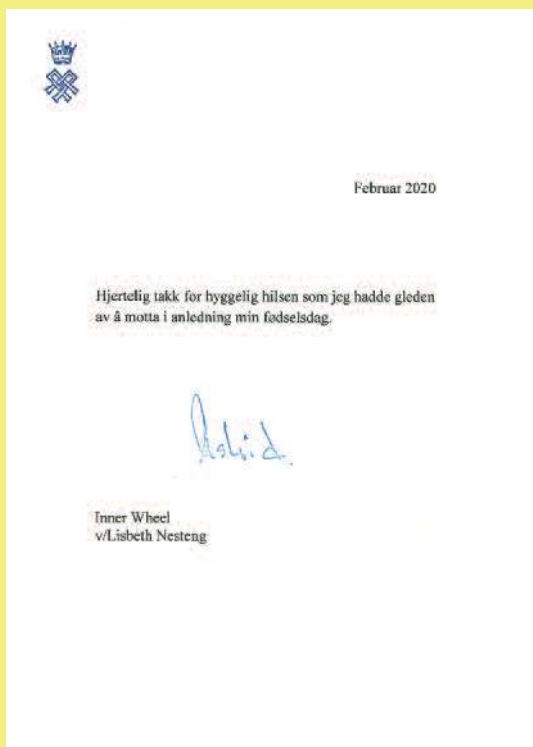 Februar 2020
Hjertelig takk for hyggelig hilsen som jeg hadde gleden
av å motta i anledning min fødselsdag.
Astrid
Inner Wheel
v/Lisbeth Nesteng